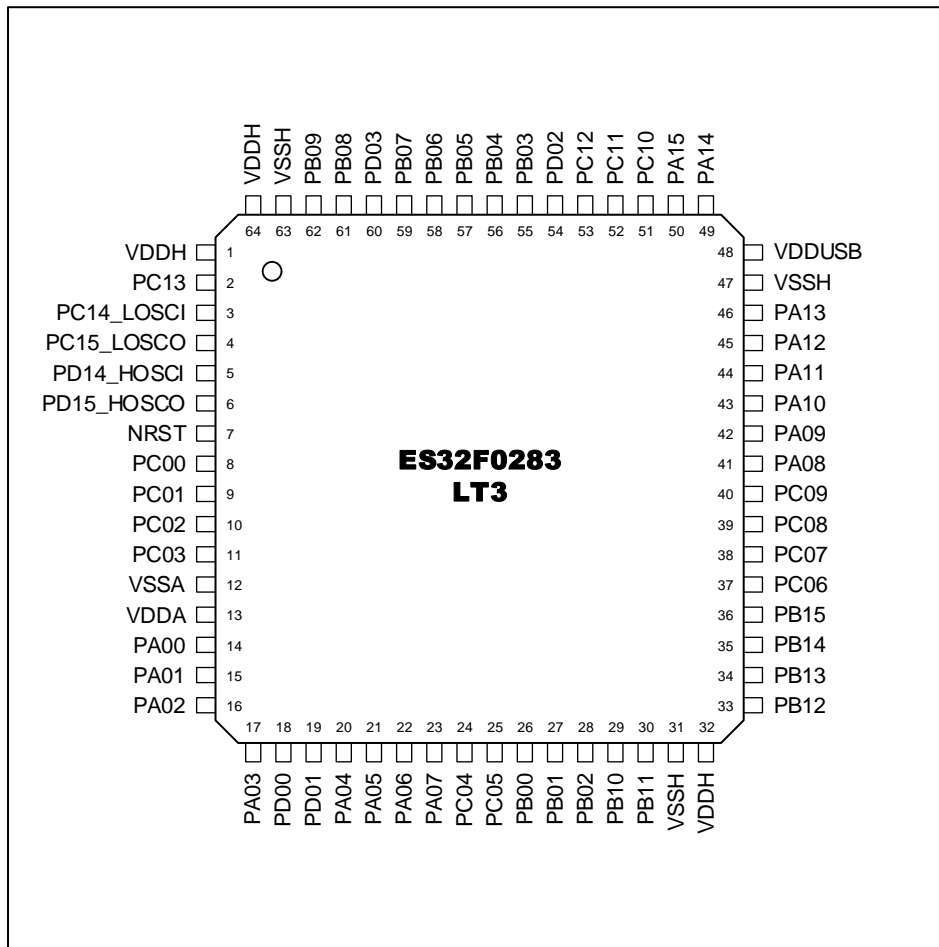 VDDH
VSSH
PB09
PB08
PD03
PB07
PB06
PB05
PB04
PB03
PD02
PC12
PC11
PC10
PA15
PA14
64 63 62 61 60 59 58 57 56 55 54 53 52 51 50 49
VDDH 1 48 VDDUSB
PC13 2 47 VSSH
PC14_LOSCI 3 46 PA13
PC15_LOSCO 4 45 PA12
PD14_HOSCI 5 44 PA11
PD15_HOSCO 6 43 PA10
NRST 7 42 PA09
PC00 8 41 PA08
ES32F0283
LT3
PC01 9 40 PC09
PC02 10 39 PC08
PC03 11 38 PC07
VSSA 12 37 PC06
VDDA 13 36 PB15
PA00 14 35 PB14
PA01 15 34 PB13
PA02 16 33 PB12
17 18 19 20 21 22 23 24 25 26 27 28 29 30 31 32
PA03
PD00
PD01
PA04
PA05
PA06
PA07
PC04
PC05
PB00
PB01
PB02
PB10
PB11
VSSH
VDDH